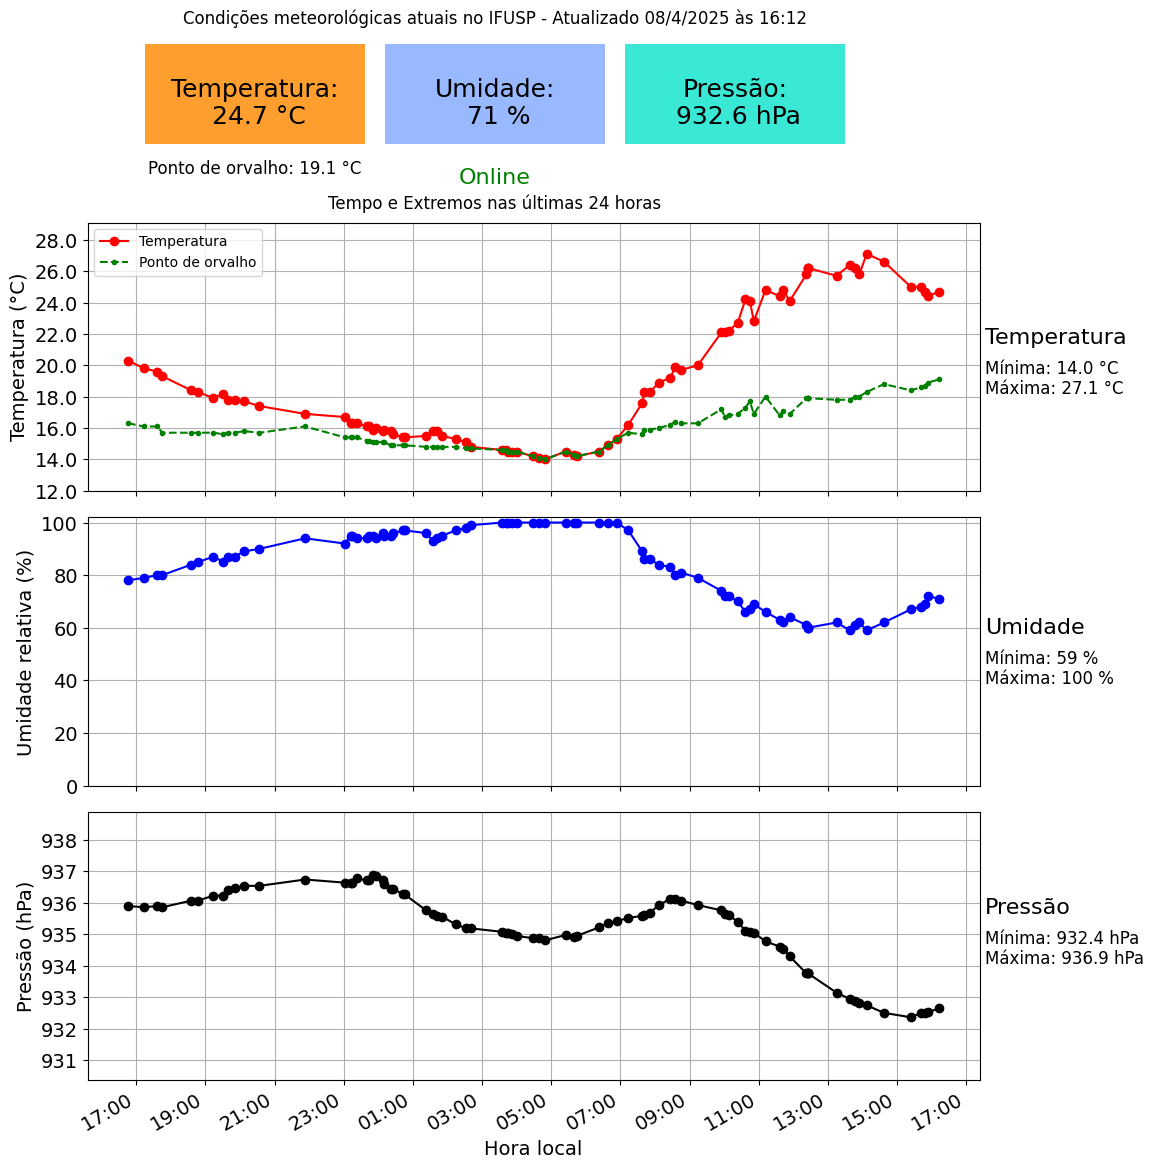 Condições meteorológicas atuais no IFUSP - Atualizado 08/4/2025 às 16:12
Temperatura:
24.7 °C
Umidade:
71 %
Pressão:
932.6 hPa
Ponto de orvalho: 19.1 °C
Online
Tempo e Extremos nas últimas 24 horas
Temperatura (°C)
28.0
26.0
24.0
22.0
20.0
18.0
16.0
14.0
12.0
Temperatura
Ponto de orvalho
Temperatura
Mínima: 14.0 °C
Máxima: 27.1 °C
Umidade relativa (%)
100
80
60
40
20
0
Umidade
Mínima: 59 %
Máxima: 100 %
Pressão (hPa)
938
937
936
935
934
933
932
931
Pressão
Mínima: 932.4 hPa
Máxima: 936.9 hPa
17:00 19:00 21:00 23:00 01:00 03:00 05:00 07:00 09:00 11:00 13:00 15:00 17:00
Hora local